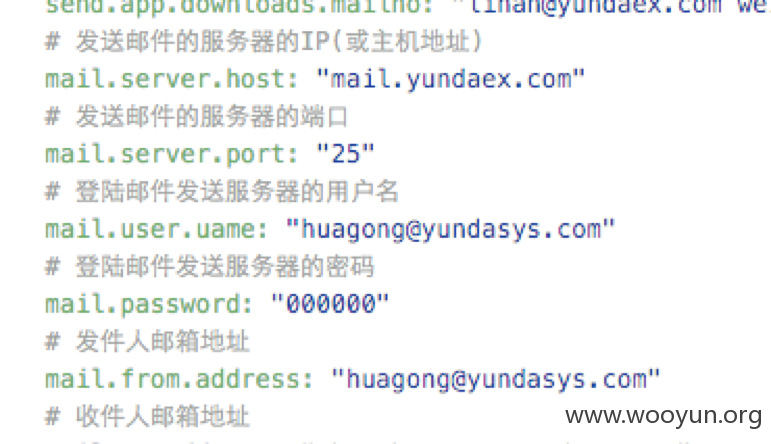 send.app.downloads.mailno: "lihan@yundaex.com we
# 发送邮件的服务器的IP(或主机地址)
mail.server.host: "mail.yundaex.com"
# 发送邮件的服务器的端口
mail.server.port: "25"
# 登陆邮件发送服务器的用户名
mail.user.uame: "huagong@yundasys.com"
# 登陆邮件发送服务器的密码
mail.password: "000000"
# 发件人邮箱地址
mail.from.address: "huagong@yundasys.com"
# 收件人邮箱地址
www.wooyun.org